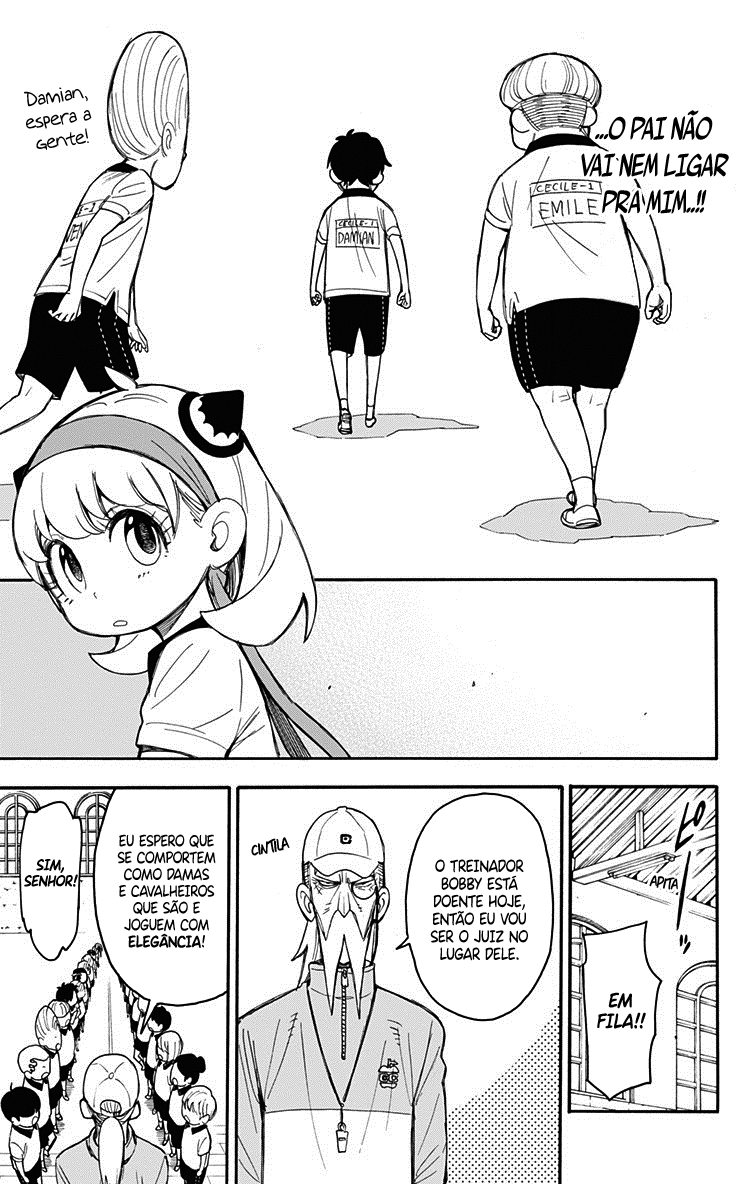 ...O PAI NÃO
VAI NEM LIGAR
PRA MIM..!!
CECILE-1
EMILE
CECILE-1
DAMIAN
Damian,
espera a
gente!
APITA
EM
FILA!!
O TREINADOR
BOBBY ESTÁ
DOENTE HOJE,
ENTÃO EU VOU
SER O JUIZ NO
LUGAR DELE.
CINTILA
EU ESPERO QUE
SE COMPORTEM
COMO DAMAS
E CAVALHEIROS
QUE SÃO E
JOGUEM COM
ELEGÂNCIA!
SIM,
SENHOR!